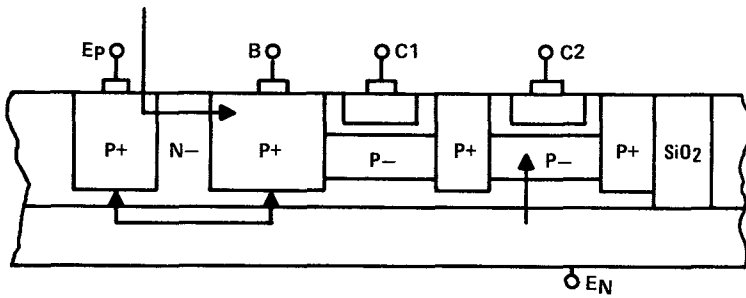 EP B C1 C2
P+ N− P+ P− P+ P− P+ SiO2
EN